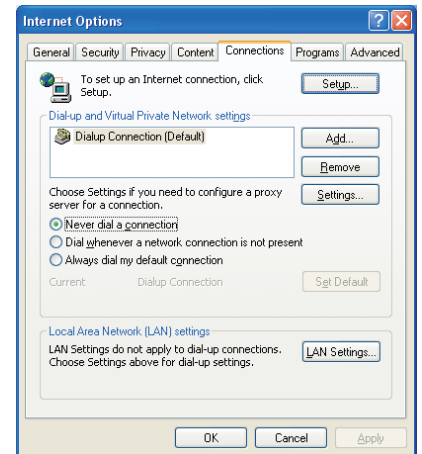 Internet Options
General Security Privacy Content Connections Programs Advanced
To set up an Internet connection, click
Setup.
Setup...
Dial-up and Virtual Private Network settings
Dialup Connection (Default)
Add...
Remove
Choose Settings if you need to configure a proxy
server for a connection.
Settings...
Never dial a connection
Dial whenever a network connection is not present
Always dial my default connection
Current Dialup Connection Set Default
Local Area Network (LAN) settings
LAN Settings do not apply to dial-up connections.
Choose Settings above for dial-up settings.
LAN Settings...
OK Cancel Apply